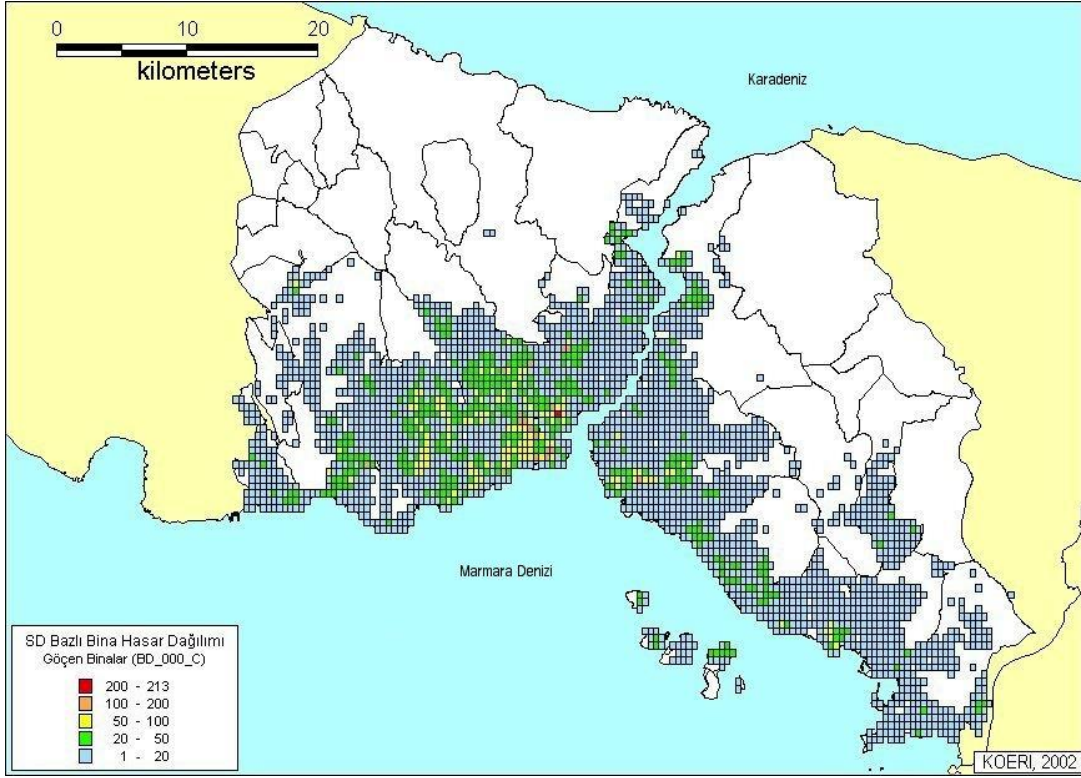 0 10 20
kilometers
Karadeniz
Marmara Denizi
SD Bazlı Bina Hasar Dağılımı
Göçen Binalar (BD_000_C)
200 - 213
100 - 200
50 - 100
20 - 50
1 - 20
KOERI, 2002